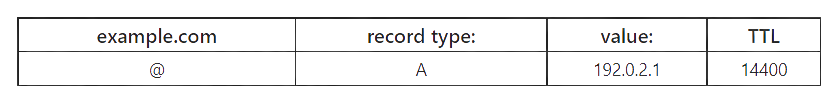 example.com record type: value: TTL
@ A 192.0.2.1 14400